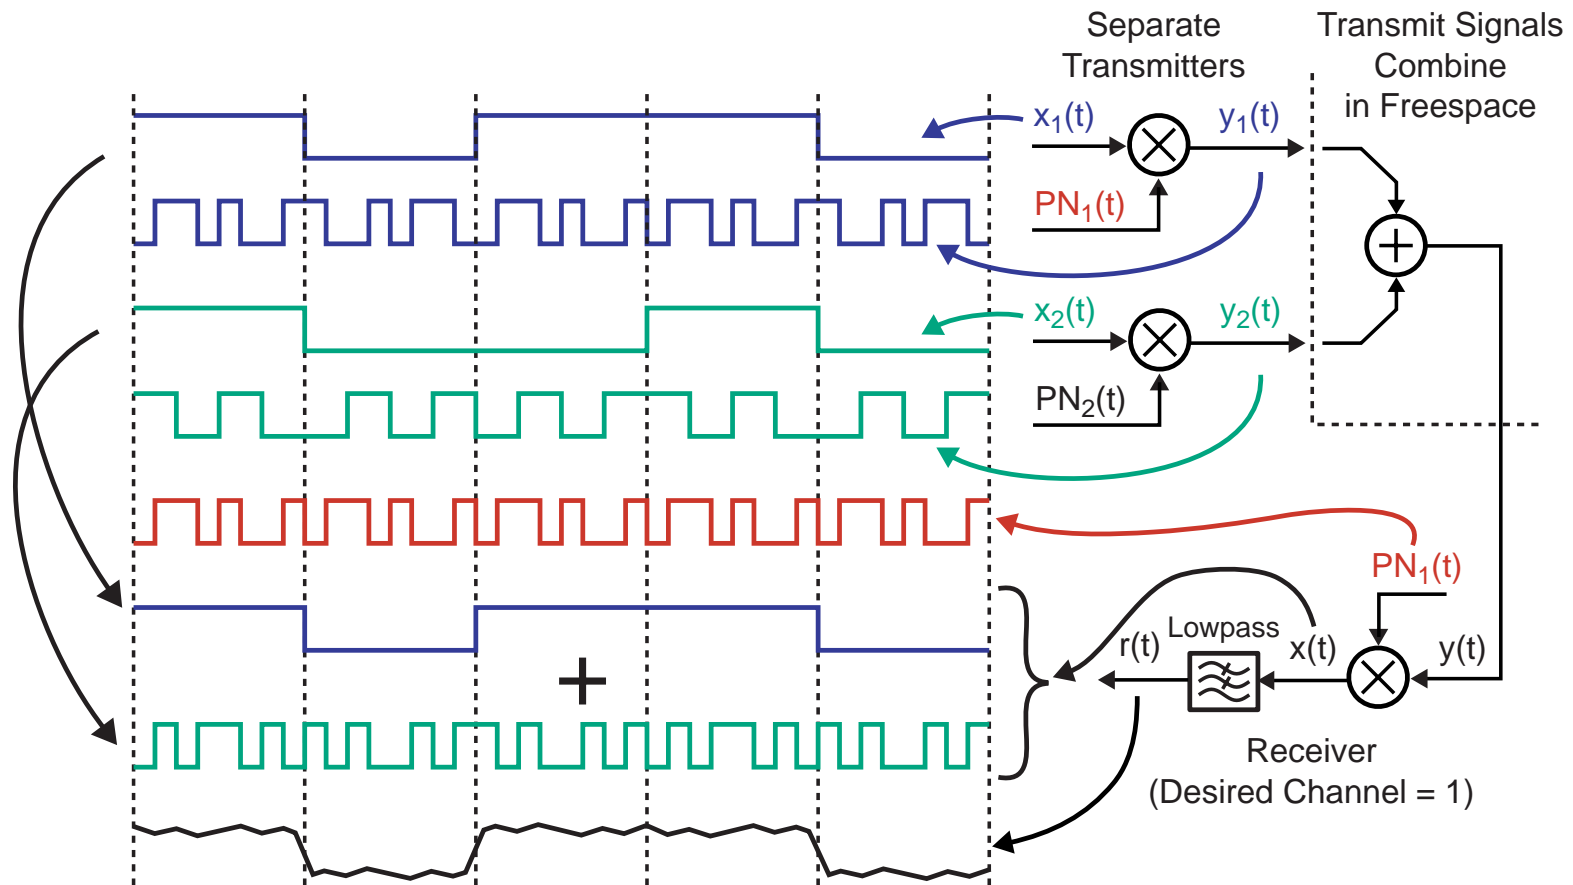 Separate
Transmitters
Transmit Signals
Combine
in Freespace
x1(t)
y1(t)
PN1(t)
x2(t)
y2(t)
PN2(t)
PN1(t)
Lowpass
r(t)
x(t)
y(t)
Receiver
(Desired Channel = 1)